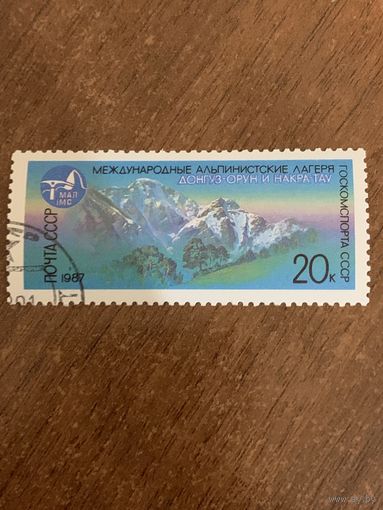 МАЛ
IMC
МЕЖДУНАРОДНЫЕ АЛЬПИНИСТСКИЕ ЛАГЕРЯ
ДОНГУЗ-ОРУН И НАКРА-ТАУ
ГОСКОМСПОРТА СССР
ПОЧТА СССР
1987
20к